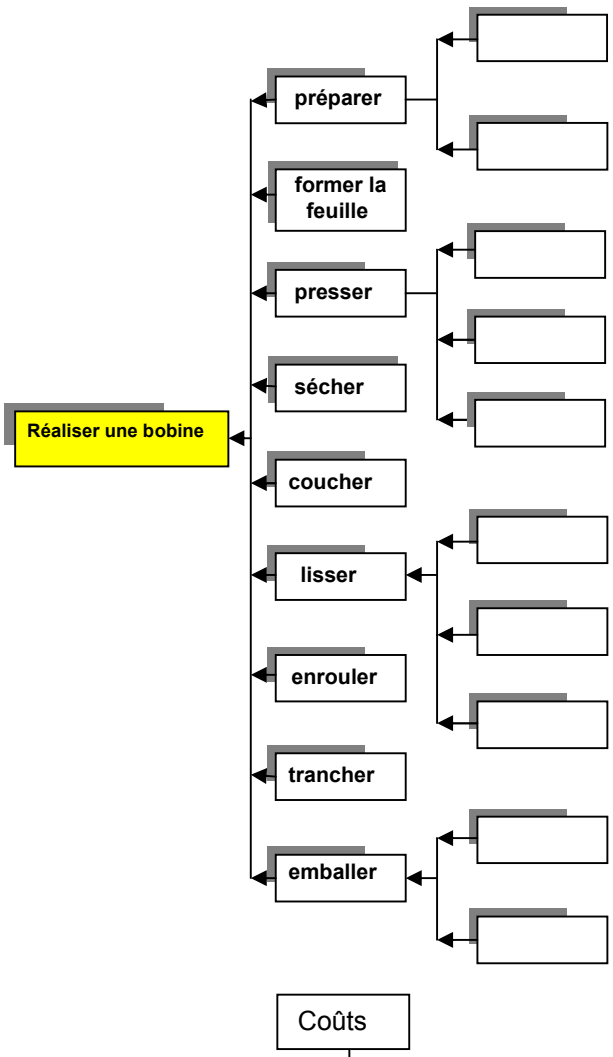 préparer
former la
feuille
presser
sécher
Réaliser une bobine
coucher
lisser
enrouler
trancher
emballer
Coûts